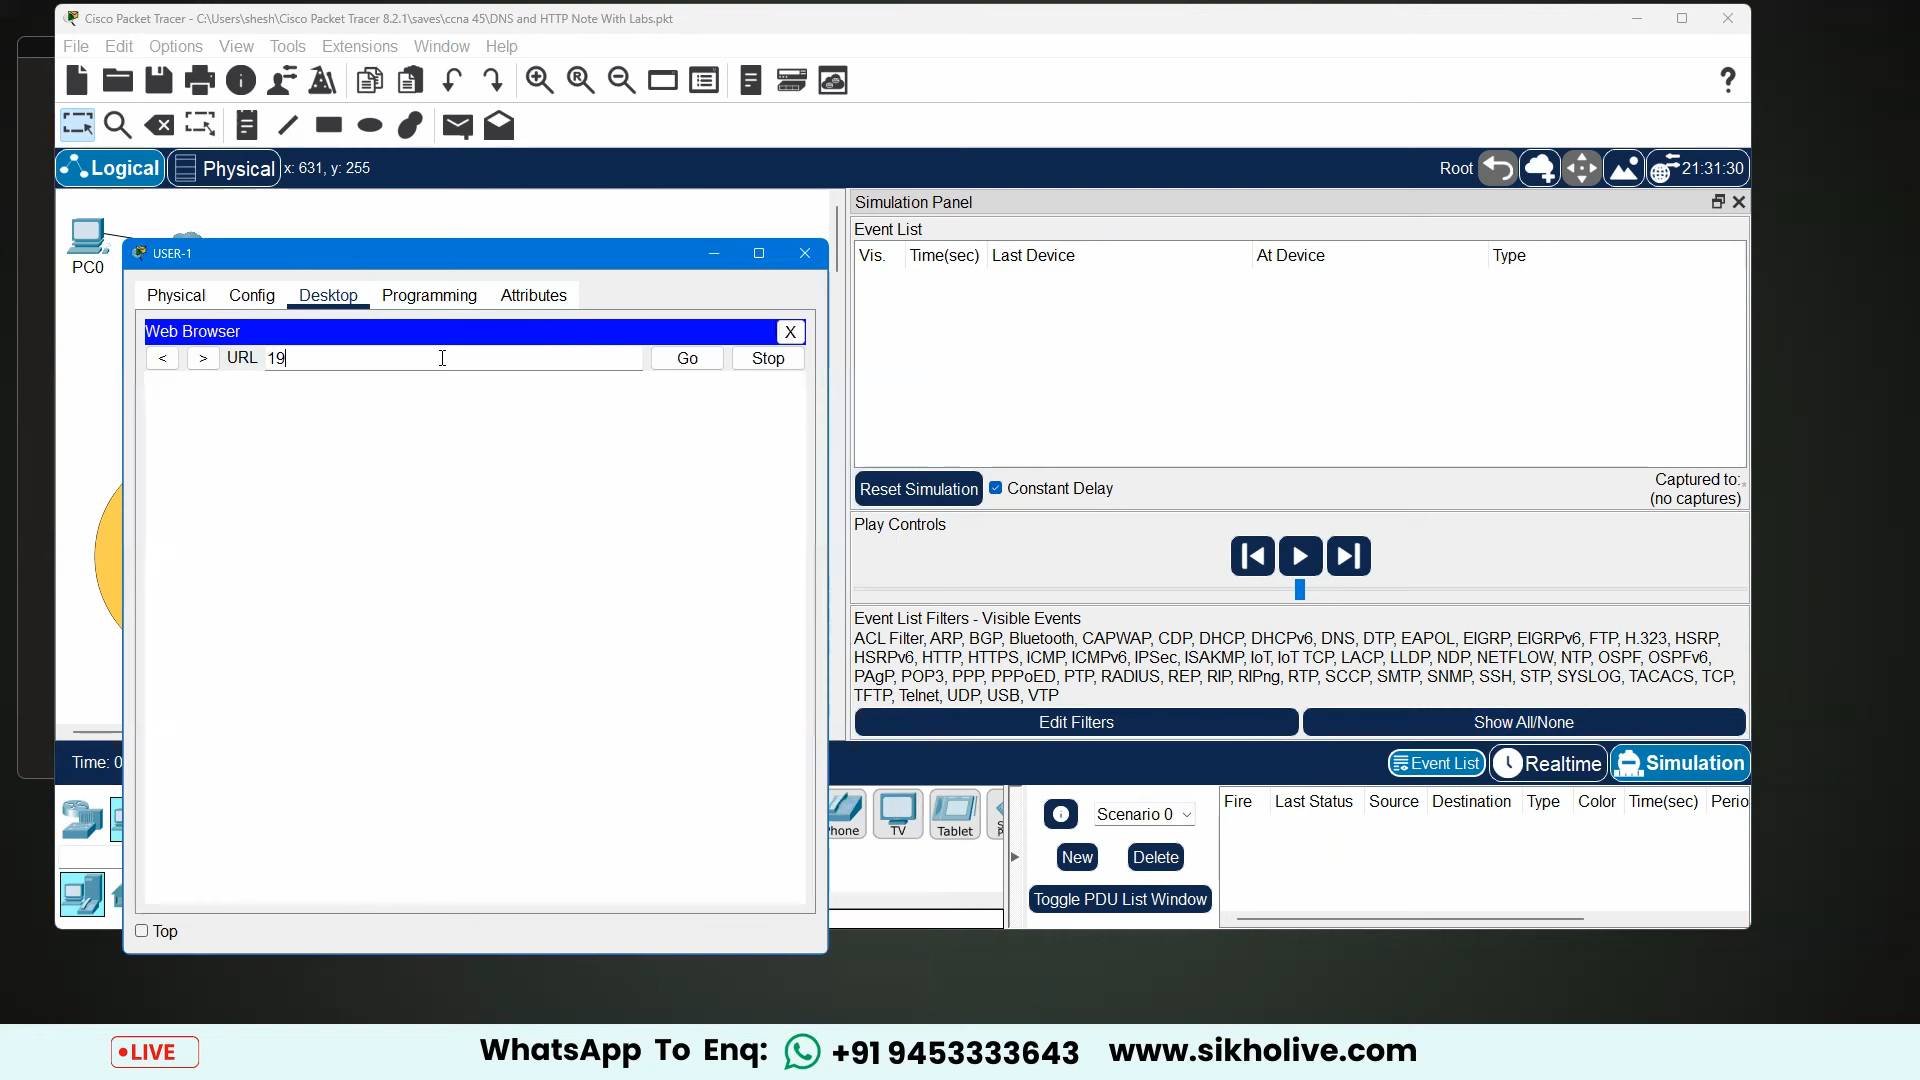 Cisco Packet Tracer - C:\Users\shesh\Cisco Packet Tracer 8.2.1\saves\ccna 45\DNS and HTTP Note With Labs.pkt
File Edit Options View Tools Extensions Window Help
Logical Physical x: 631, y: 255 Root 21:31:30
PC0
Simulation Panel
Event List
Vis. Time(sec) Last Device At Device Type
USER-1
Physical Config Desktop Programming Attributes
Web Browser X
< > URL 19 Go Stop
Top
Reset Simulation Constant Delay Captured to:
(no captures)
Play Controls
Event List Filters - Visible Events
ACL Filter, ARP, BGP, Bluetooth, CAPWAP, CDP, DHCP, DHCPv6, DNS, DTP, EAPOL, EIGRP, EIGRPv6, FTP, H.323, HSRP,
HSRPv6, HTTP, HTTPS, ICMP, ICMPv6, IPSec, ISAKMP, IoT, IoT TCP, LACP, LLDP, NDP, NETFLOW, NTP, OSPF, OSPFv6,
PAgP, POP3, PPP, PPPoED, PTP, RADIUS, REP, RIP, RIPng, RTP, SCCP, SMTP, SNMP, SSH, STP, SYSLOG, TACACS, TCP,
TFTP, Telnet, UDP, USB, VTP
Edit Filters Show All/None
Time: 0 Event List Realtime Simulation
TV Tablet
Scenario 0
New Delete
Toggle PDU List Window
Fire Last Status Source Destination Type Color Time(sec) Perio
LIVE WhatsApp To Enq: +91 9453333643 www.sikholive.com